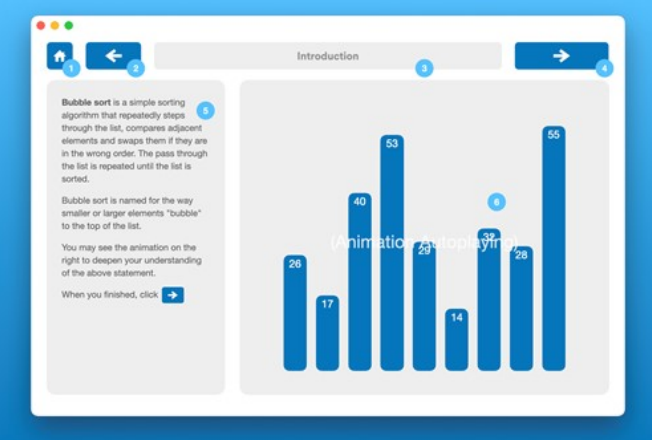 Introduction
1
2
3
4
Bubble sort is a simple sorting
algorithm that repeatedly steps
through the list, compares adjacent
elements and swaps them if they are
in the wrong order. The pass through
the list is repeated until the list is
sorted.
5
Bubble sort is named for the way
smaller or larger elements "bubble"
to the top of the list.
You may see the animation on the
right to deepen your understanding
of the above statement.
When you finished, click
55
53
40
6
32
(Animation Autoplaying)
29
28
26
17
14